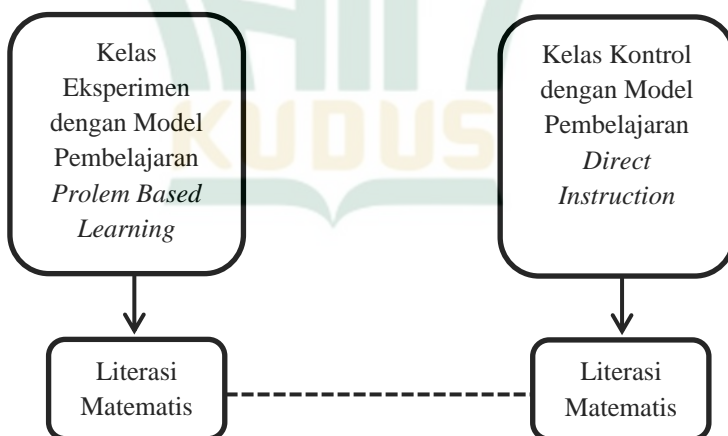 Kelas
Eksperimen
dengan Model
Pembelajaran
Prolem Based
Learning
Kelas Kontrol
dengan Model
Pembelajaran
Direct
Instruction
KUDUS
Literasi
Matematis
Literasi
Matematis